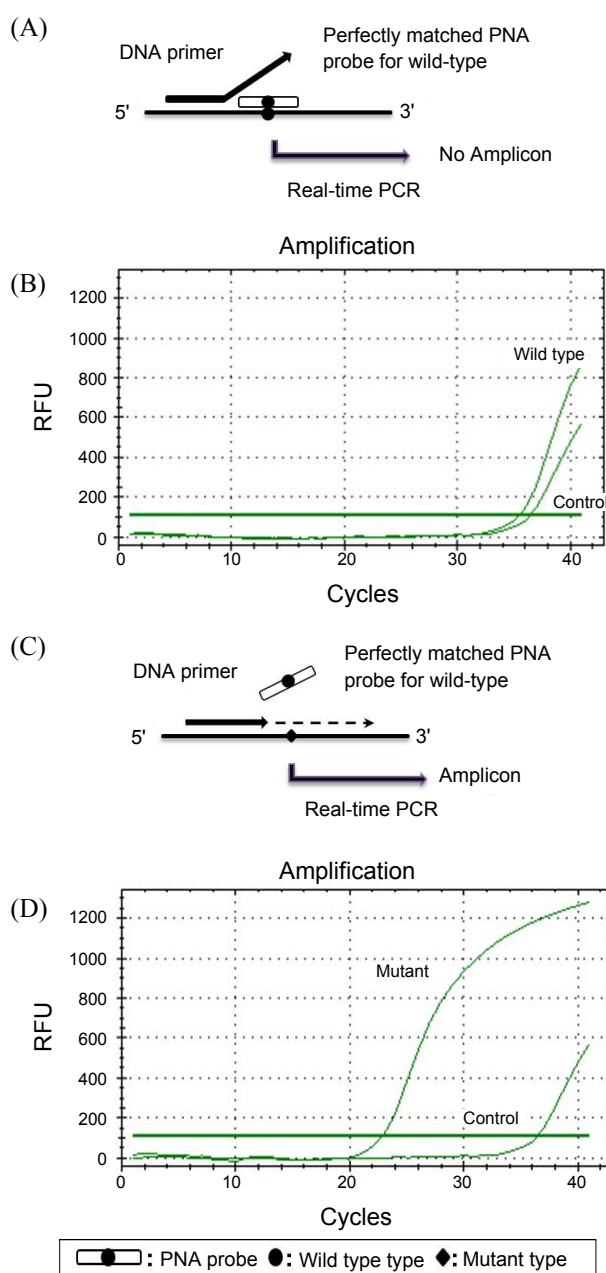 (A)
DNA primer
Perfectly matched PNA
probe for wild-type
5'
3'
No Amplicon
Real-time PCR
Amplification
(B)
1200
1000
800
600
400
200
0
RFU
Wild type
Control
0
10
20
30
40
Cycles
(C)
DNA primer
Perfectly matched PNA
probe for wild-type
5'
3'
Amplicon
Real-time PCR
Amplification
(D)
1200
1000
800
600
400
200
0
RFU
Mutant
Control
0
10
20
30
40
Cycles
: PNA probe : Wild type type : Mutant type